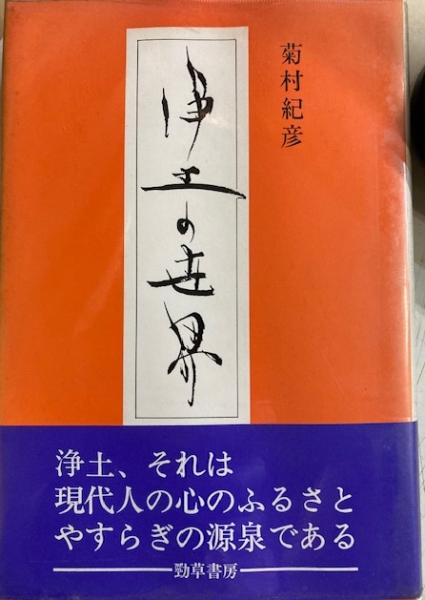 菊村紀彦
浄土の世界
浄土、それは
現代人の心のふるさと
やすらぎの源泉である
勁草書房